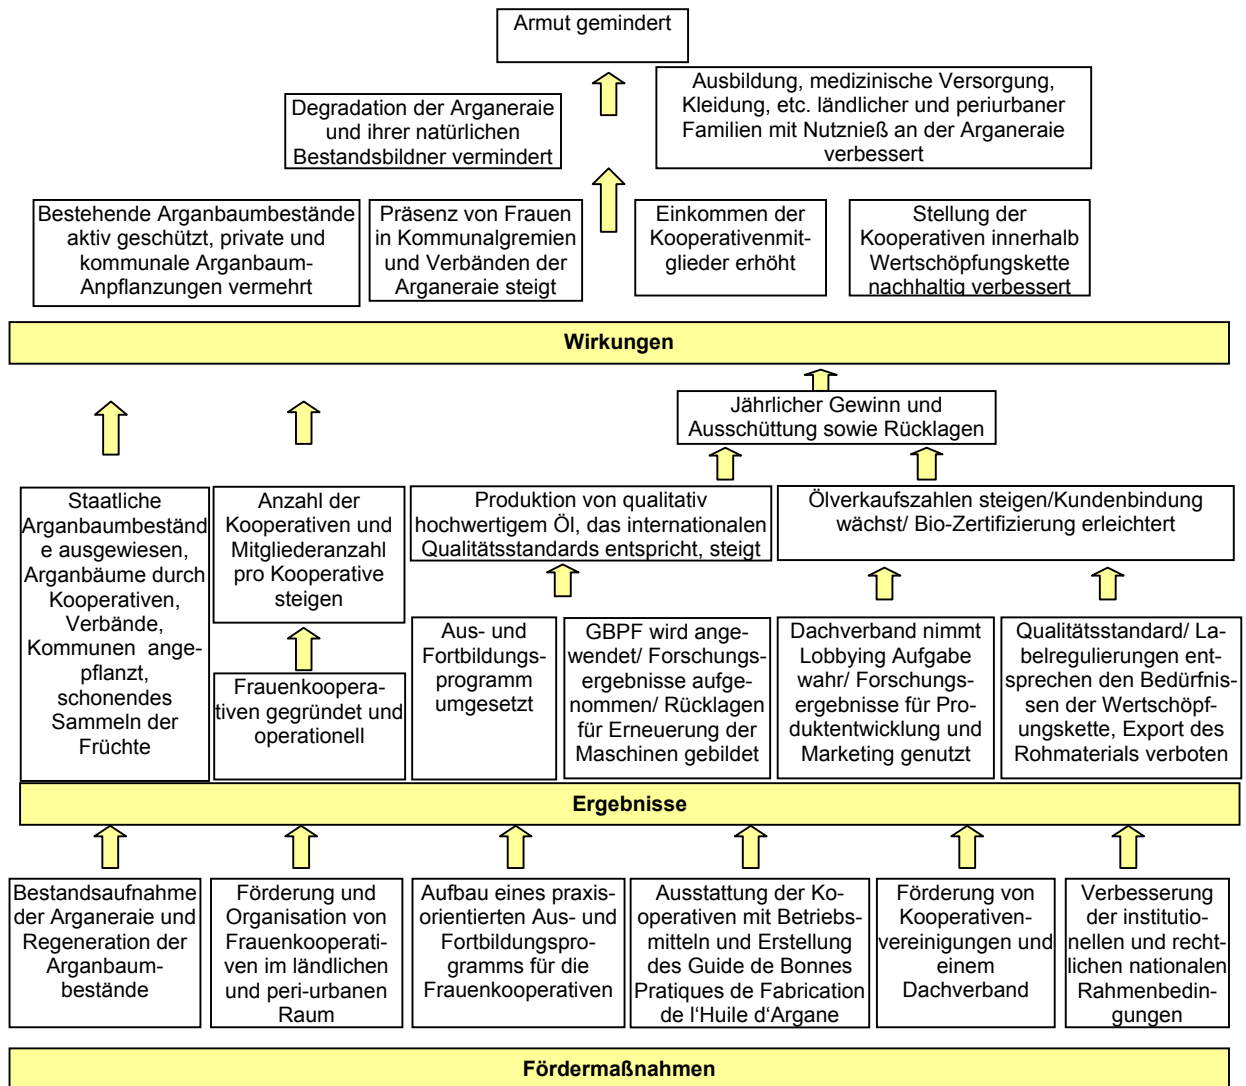 Armut gemindert
Degradation der Arganeraie
und ihrer natürlichen
Bestandsbildner vermindert
Ausbildung, medizinische Versorgung,
Kleidung, etc. ländlicher und periurbaner
Familien mit Nutznieß an der Arganeraie
verbessert
Bestehende Arganbaumbestände
aktiv geschützt, private und
kommunale Arganbaum-
Anpflanzungen vermehrt
Präsenz von Frauen
in Kommunalgremien
und Verbänden der
Arganeraie steigt
Einkommen der
Kooperativenmit-
glieder erhöht
Stellung der
Kooperativen innerhalb
Wertschöpfungskette
nachhaltig verbessert
Wirkungen
Jährlicher Gewinn und
Ausschüttung sowie Rücklagen
Staatliche
Arganbaumbeständ
e ausgewiesen,
Arganbäume durch
Kooperativen,
Verbände,
Kommunen ange-
pflanzt,
schonendes
Sammeln der
Früchte
Anzahl der
Kooperativen und
Mitgliederanzahl
pro Kooperative
steigen
Produktion von qualitativ
hochwertigem Öl, das internationalen
Qualitätsstandards entspricht, steigt
Ölverkaufszahlen steigen/Kundenbindung
wächst/ Bio-Zertifizierung erleichtert
Frauenkoopera-
tiven gegründet und
operationell
Aus- und
Fortbildungs-
programm
umgesetzt
GBPF wird ange-
wendet/ Forschungs-
ergebnisse aufge-
nommen/ Rücklagen
für Erneuerung der
Maschinen gebildet
Dachverband nimmt
Lobbying Aufgabe
wahr/ Forschungs-
ergebnisse für Pro-
duktentwicklung und
Marketing genutzt
Qualitätsstandard/ La-
belregulierungen ent-
sprechen den Bedürfnis-
sen der Wertschöpf-
ungskette, Export des
Rohmaterials verboten
Ergebnisse
Bestandsaufnahme
der Arganeraie und
Regeneration der
Arganbaum-
bestände
Förderung und
Organisation von
Frauenkooperati-
ven im ländlichen
und peri-urbanen
Raum
Aufbau eines praxis-
orientierten Aus- und
Fortbildungspro-
gramms für die
Frauenkooperativen
Ausstattung der Ko-
operativen mit Betriebs-
mitteln und Erstellung
des Guide de Bonnes
Pratiques de Fabrication
de l'Huile d'Argane
Förderung von
Kooperativen-
vereinigungen und
einem
Dachverband
Verbesserung
der institutio-
nellen und recht-
lichen nationalen
Rahmenbedin-
gungen
Fördermaßnahmen